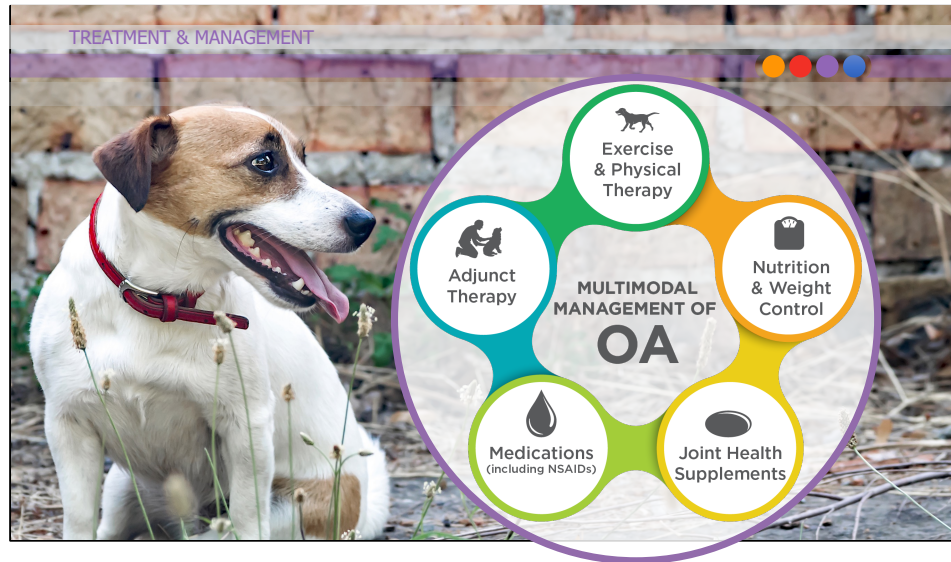 TREATMENT & MANAGEMENT
Exercise
& Physical
Therapy
Adjunct
Therapy
Nutrition
& Weight
Control
MULTIMODAL
MANAGEMENT OF
OA
Medications
(including NSAIDs)
Joint Health
Supplements